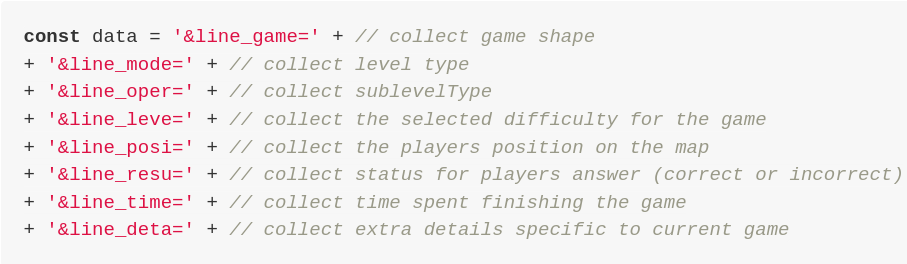 const data = '&line_game=' + // collect game shape
+ '&line_mode=' + // collect level type
+ '&line_oper=' + // collect sublevelType
+ '&line_leve=' + // collect the selected difficulty for the game
+ '&line_posi=' + // collect the players position on the map
+ '&line_resu=' + // collect status for players answer (correct or incorrect)
+ '&line_time=' + // collect time spent finishing the game
+ '&line_deta=' + // collect extra details specific to current game